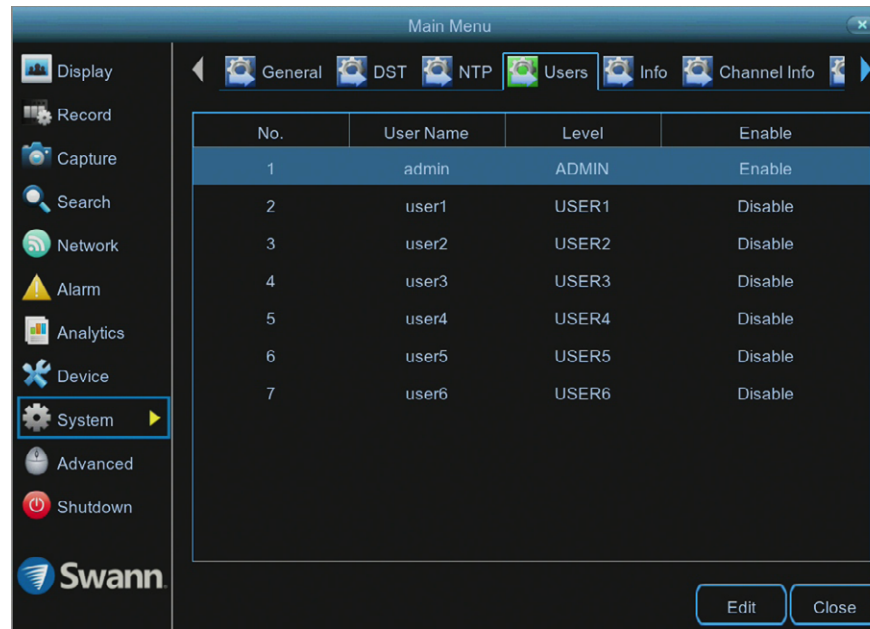 Main Menu
Display
Record
Capture
Search
Network
Alarm
Analytics
Device
System
Advanced
Shutdown
Swann
General DST NTP Users Info Channel Info
No. User Name Level Enable
1 admin ADMIN Enable
2 user1 USER1 Disable
3 user2 USER2 Disable
4 user3 USER3 Disable
5 user4 USER4 Disable
6 user5 USER5 Disable
7 user6 USER6 Disable
Edit Close